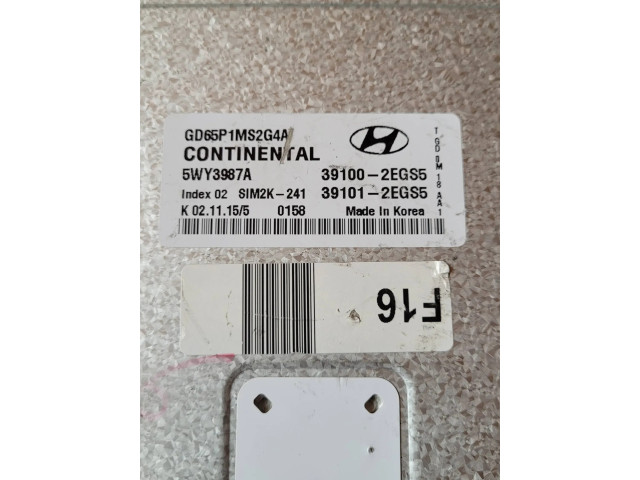 GD65P1MS2G4A
CONTINENTAL
5WY3987A 39100-2EGS5
Index 02 SIM2K-241 39101-2EGS5
K 02.11.15/5 0158 Made In Korea
F16